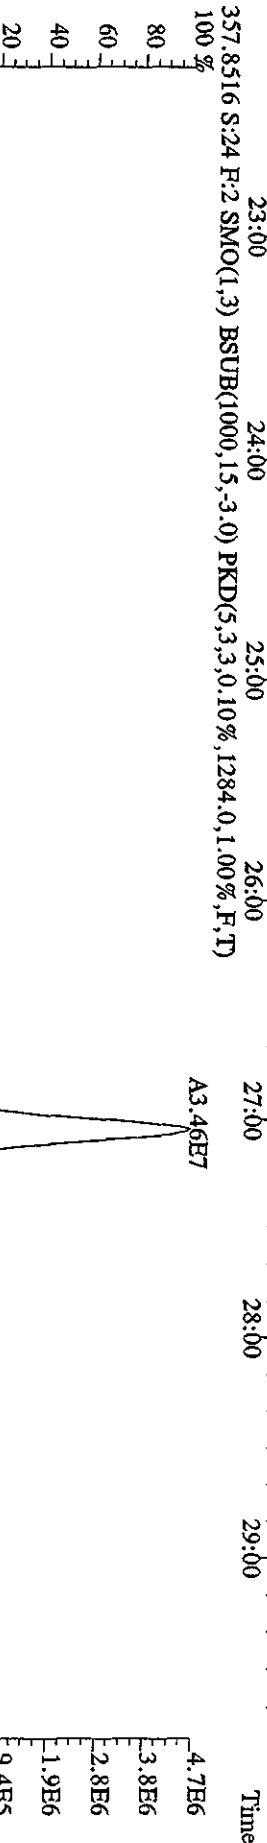 23:00 24:00 25:00 26:00 27:00 28:00 29:00 Time
357.8516 S:24 F:2 SMO(1,3) BSUB(1000,15,-3.0) PKD(5,3,3,0.10%,1284.0,1.00%,F,T)
100 % A3.46E7 4.7E6
80 3.8E6
60 2.8E6
40 1.9E6
20 9.4E5